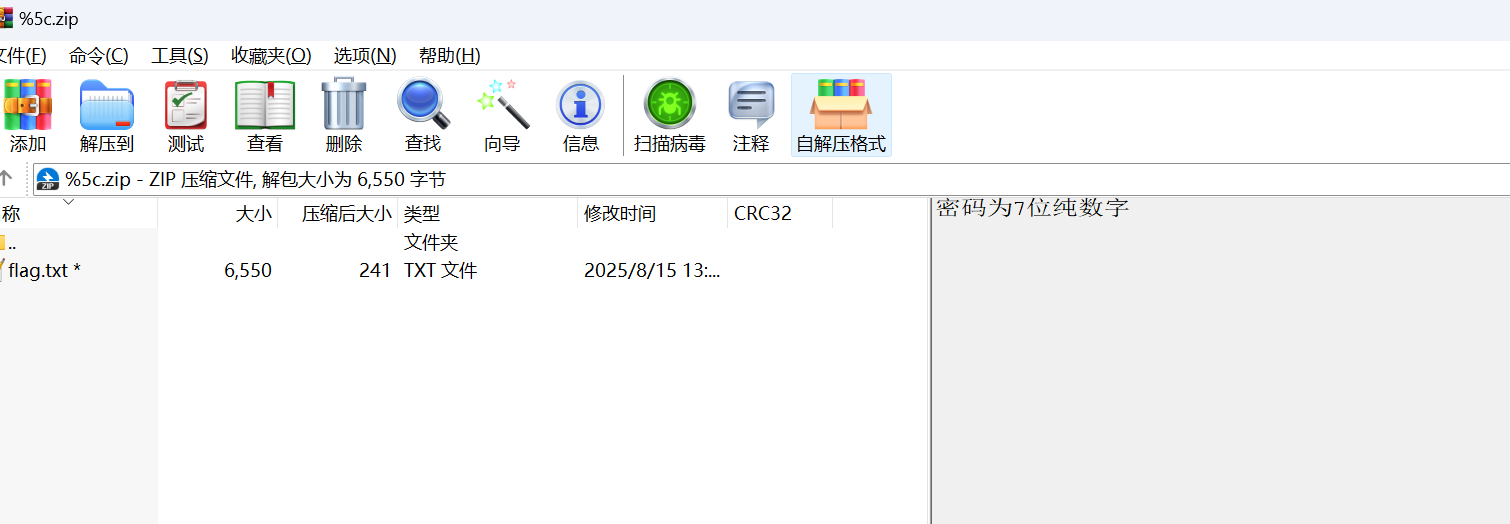 %5c.zip
文件(F) 命令(C) 工具(S) 收藏夹(O) 选项(N) 帮助(H)
添加 解压到 测试 查看 删除 查找 向导 信息 扫描病毒 注释 自解压格式
ZIP %5c.zip - ZIP 压缩文件, 解包大小为 6,550 字节
称 大小 压缩后大小 类型 修改时间 CRC32
.. 文件夹
flag.txt * 6,550 241 TXT 文件 2025/8/15 13:...
密码为7位纯数字